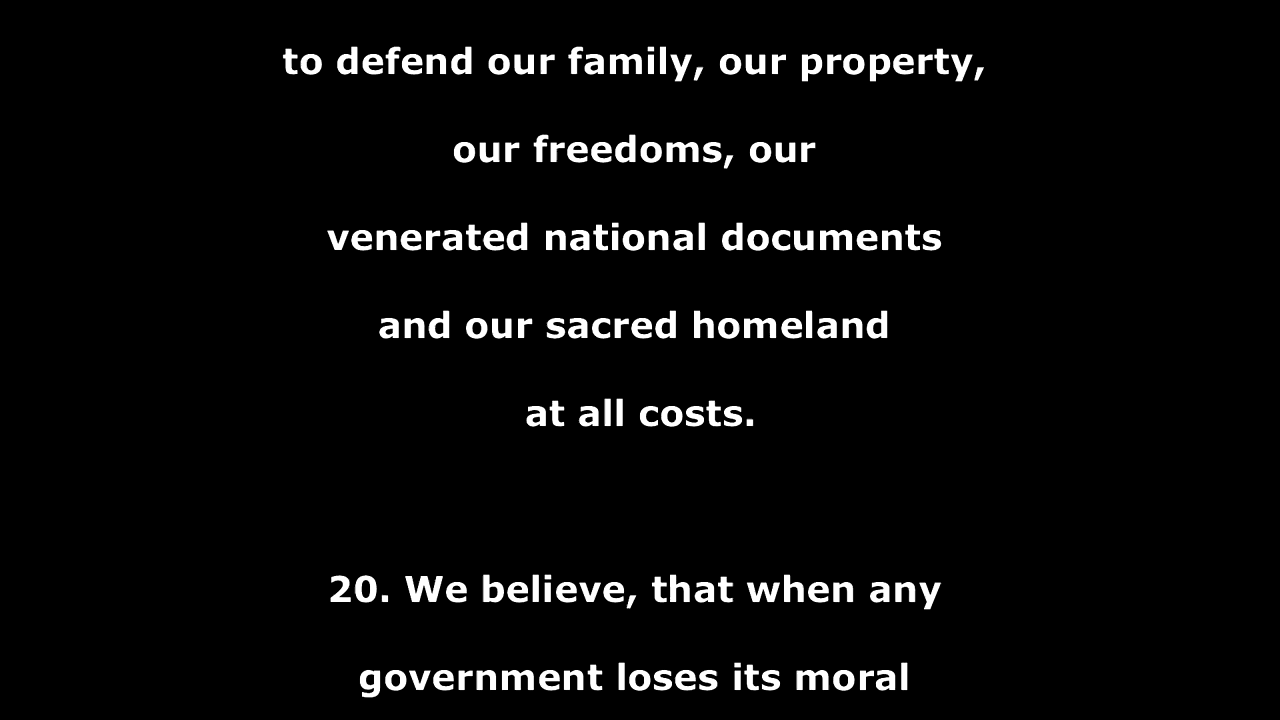 to defend our family, our property,
our freedoms, our
venerated national documents
and our sacred homeland
at all costs.
20. We believe, that when any
government loses its moral